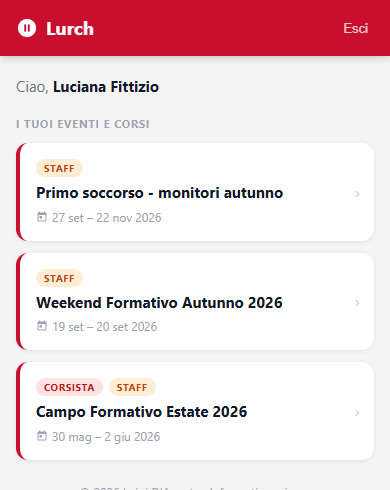 Lurch
Esci
Ciao, Luciana Fittizio
I TUOI EVENTI E CORSI
STAFF
Primo soccorso - monitori autunno
27 set – 22 nov 2026
STAFF
Weekend Formativo Autunno 2026
19 set – 20 set 2026
CORSISTA STAFF
Campo Formativo Estate 2026
30 mag – 2 giu 2026